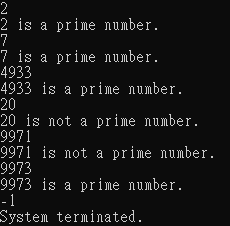 2
2 is a prime number.
7
7 is a prime number.
4933
4933 is a prime number.
20
20 is not a prime number.
9971
9971 is not a prime number.
9973
9973 is a prime number.
-1
System terminated.